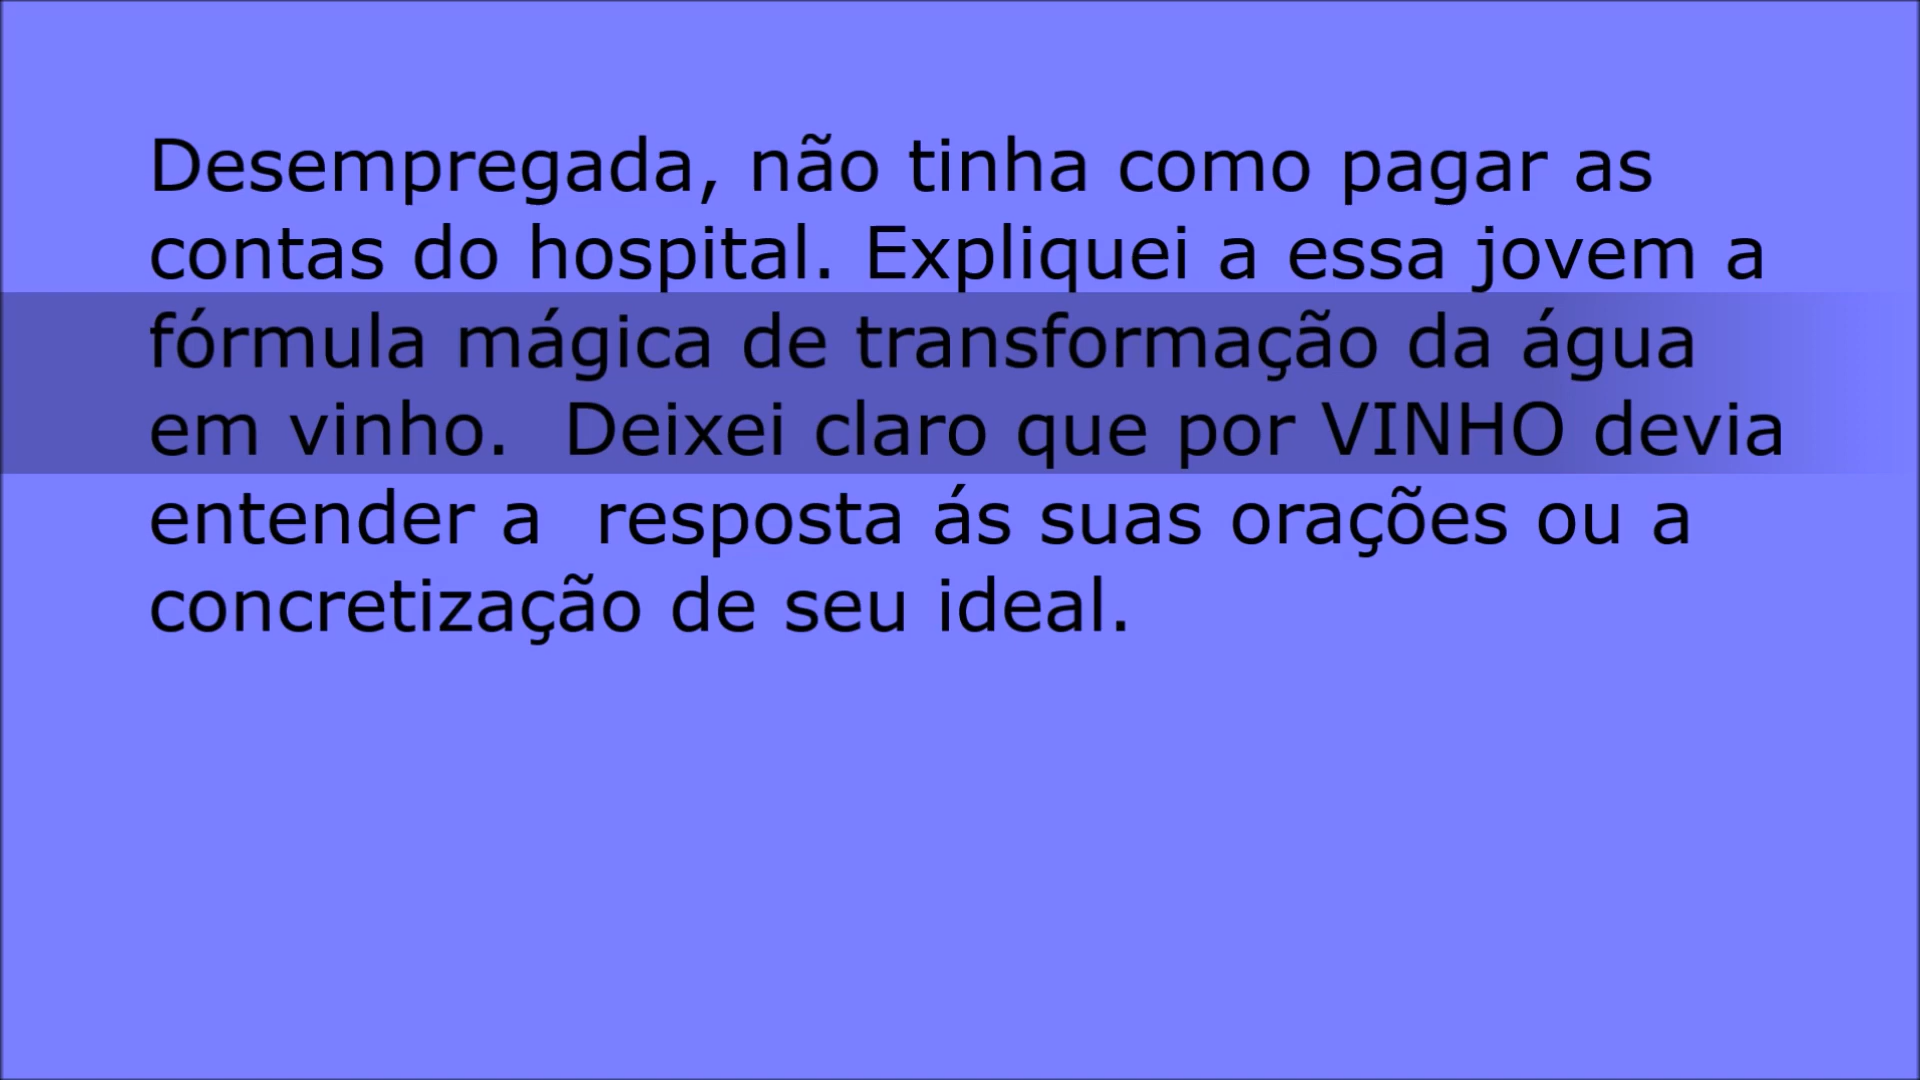 Desempregada, não tinha como pagar as
contas do hospital. Expliquei a essa jovem a
fórmula mágica de transformação da água
em vinho.  Deixei claro que por VINHO devia
entender a  resposta ás suas orações ou a
concretização de seu ideal.